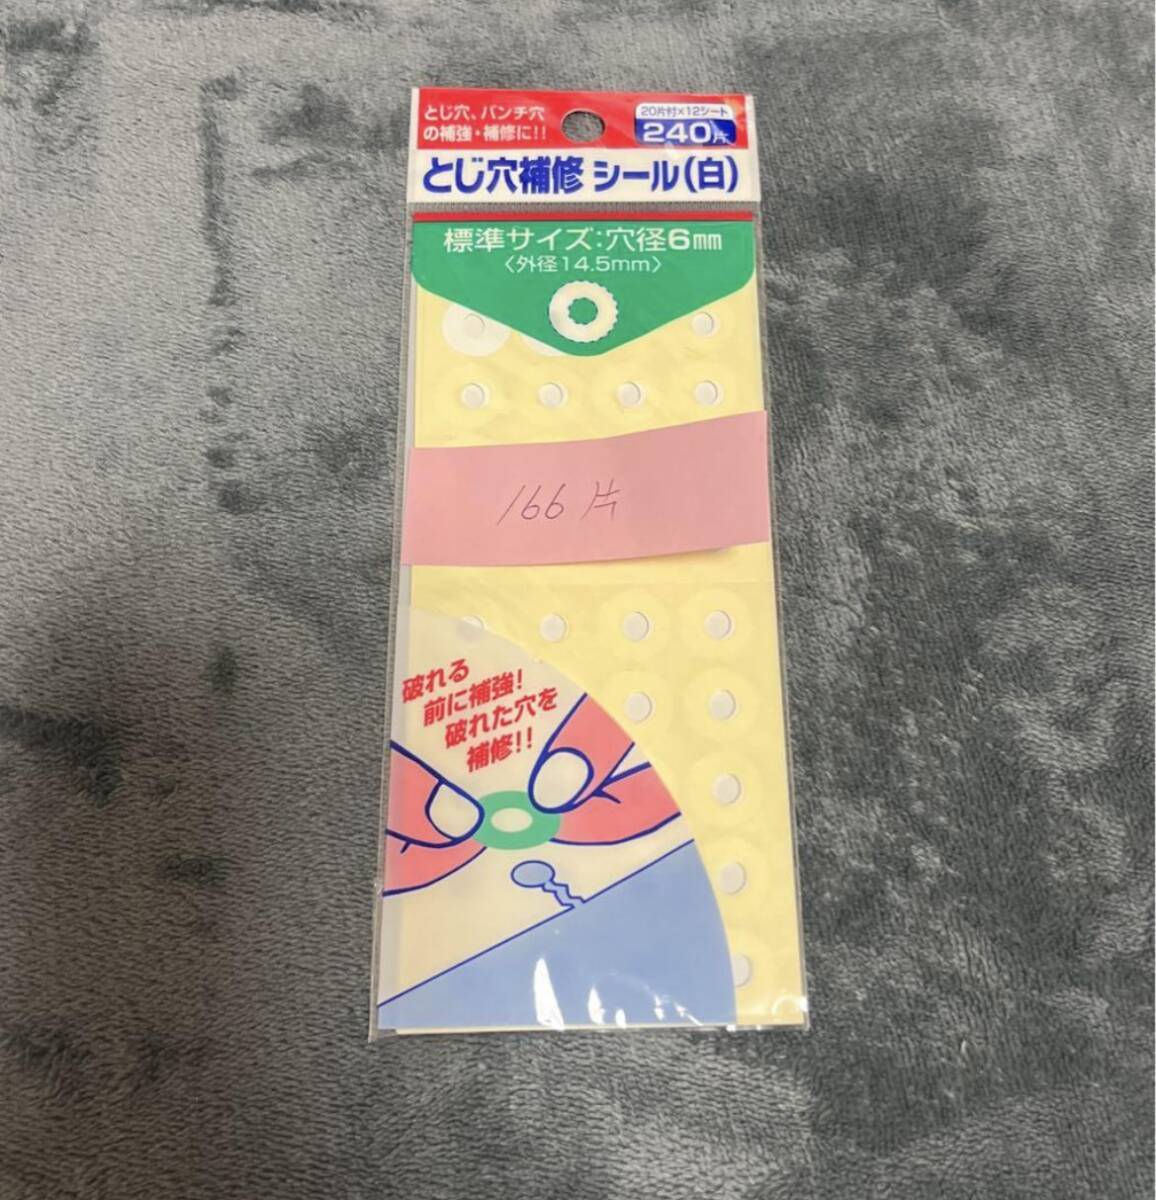 とじ穴、パンチ穴
の補強・補修に!!
20片付×12シート
240片
とじ穴補修シール(白)
標準サイズ:穴径6mm
〈外径14.5mm〉
166片
破れる
前に補強!
破れた穴を
補修!!